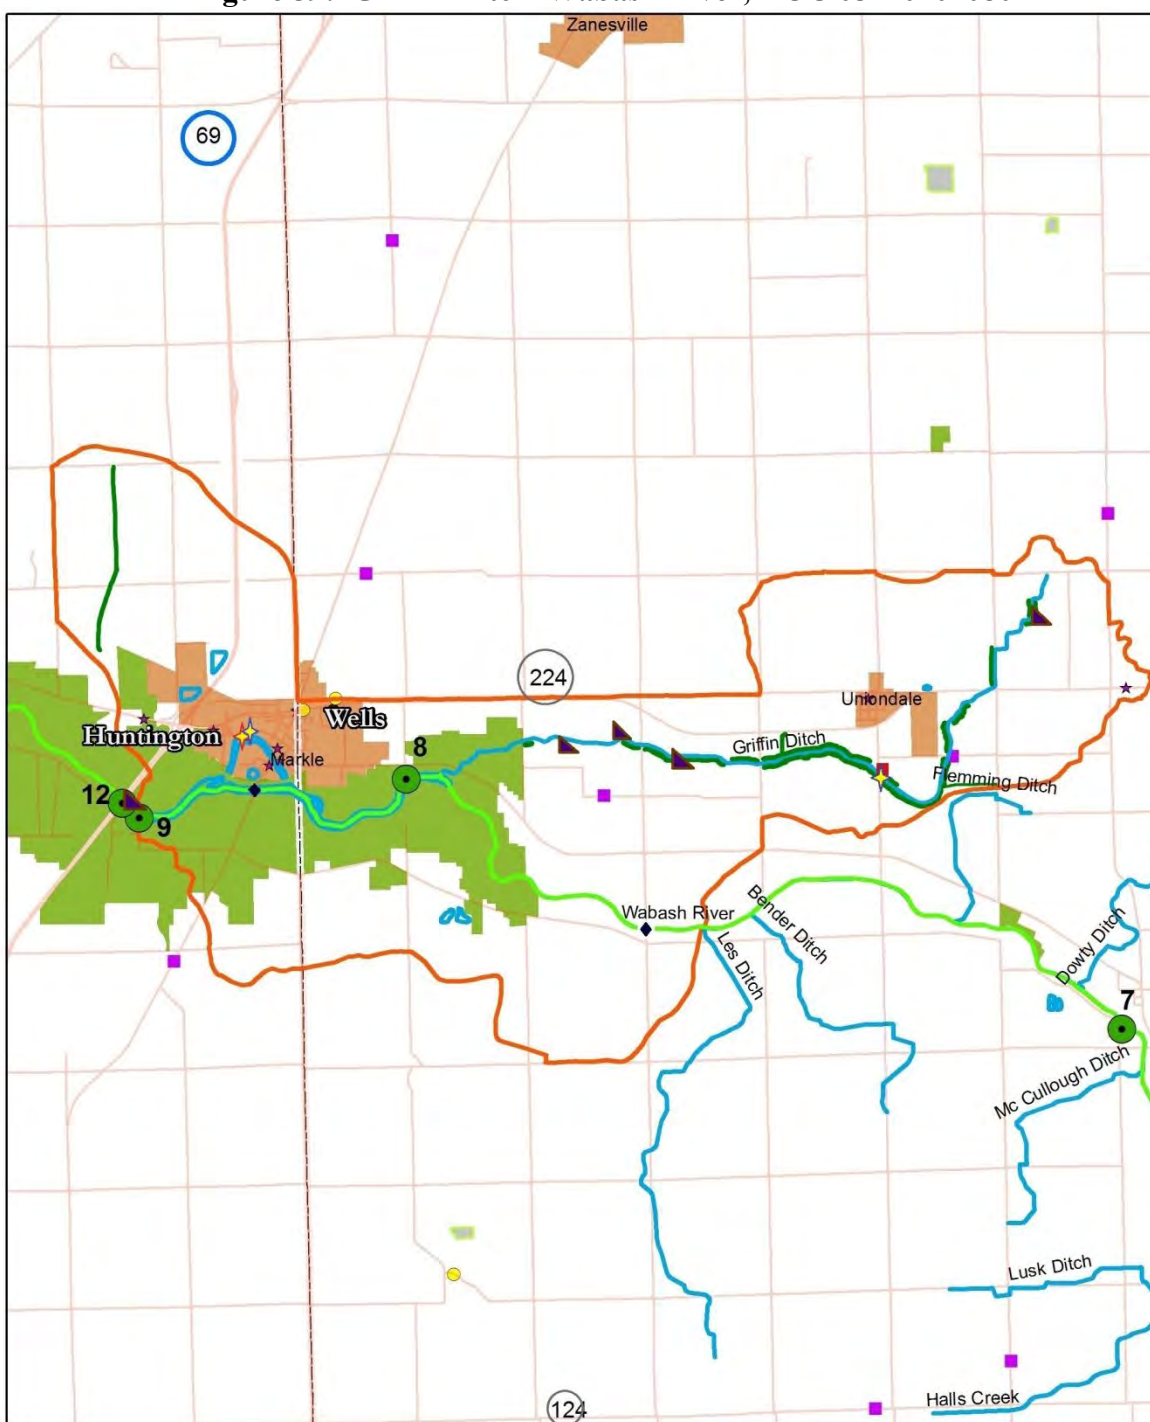 Zanesville
69
224
Uniondale
Wells
Huntington
Markle
8
Griffin Ditch
Flemming Ditch
12
9
Wabash River
Bender Ditch
Les Ditch
Dowty Ditch
7
Mc Cullough Ditch
Lusk Ditch
Halls Creek
124